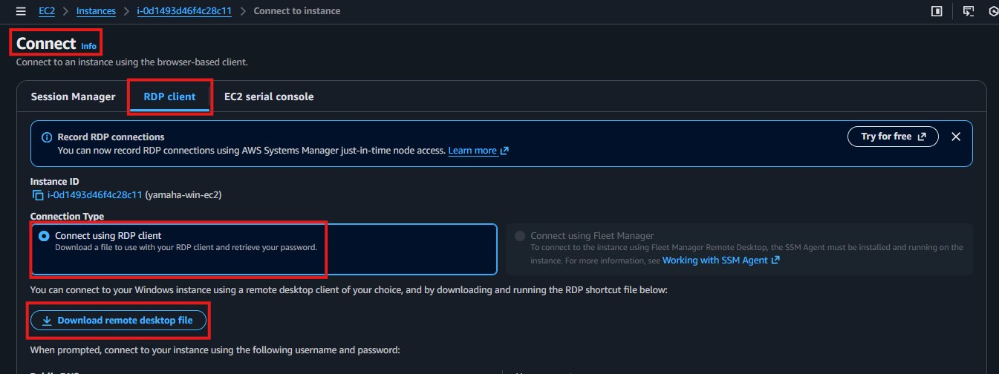 EC2 > Instances > i-0d1493d46f4c28c11 > Connect to instance
Connect Info
Connect to an instance using the browser-based client.
Session Manager RDP client EC2 serial console
Record RDP connections
You can now record RDP connections using AWS Systems Manager just-in-time node access. Learn more
Try for free
Instance ID
i-0d1493d46f4c28c11 (yamaha-win-ec2)
Connection Type
Connect using RDP client
Download a file to use with your RDP client and retrieve your password.
Connect using Fleet Manager
To connect to the instance using Fleet Manager Remote Desktop, the SSM Agent must be installed and running on the
instance. For more information, see Working with SSM Agent
You can connect to your Windows instance using a remote desktop client of your choice, and by downloading and running the RDP shortcut file below:
Download remote desktop file
When prompted, connect to your instance using the following username and password: